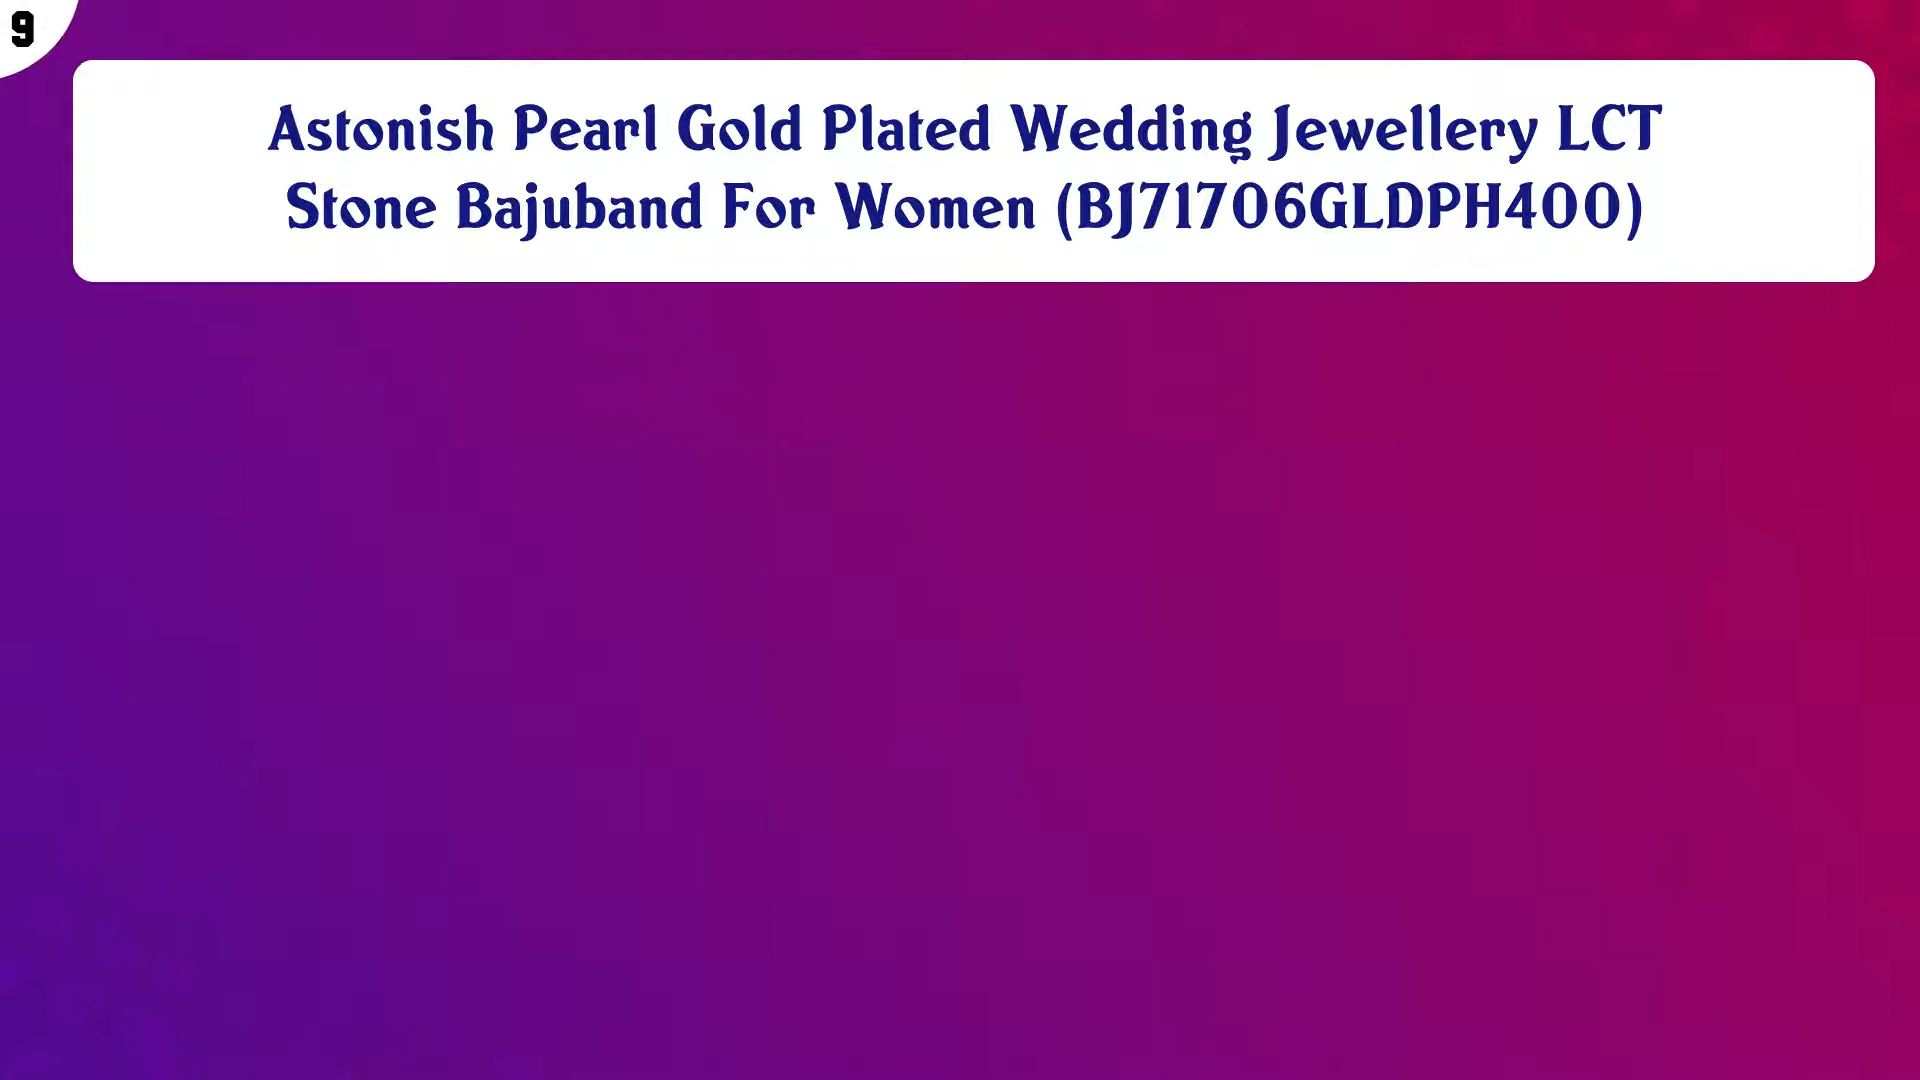 9
Astonish Pearl Gold Plated Wedding Jewellery LCT
Stone Bajuband For Women (BJ71706GLDPH400)